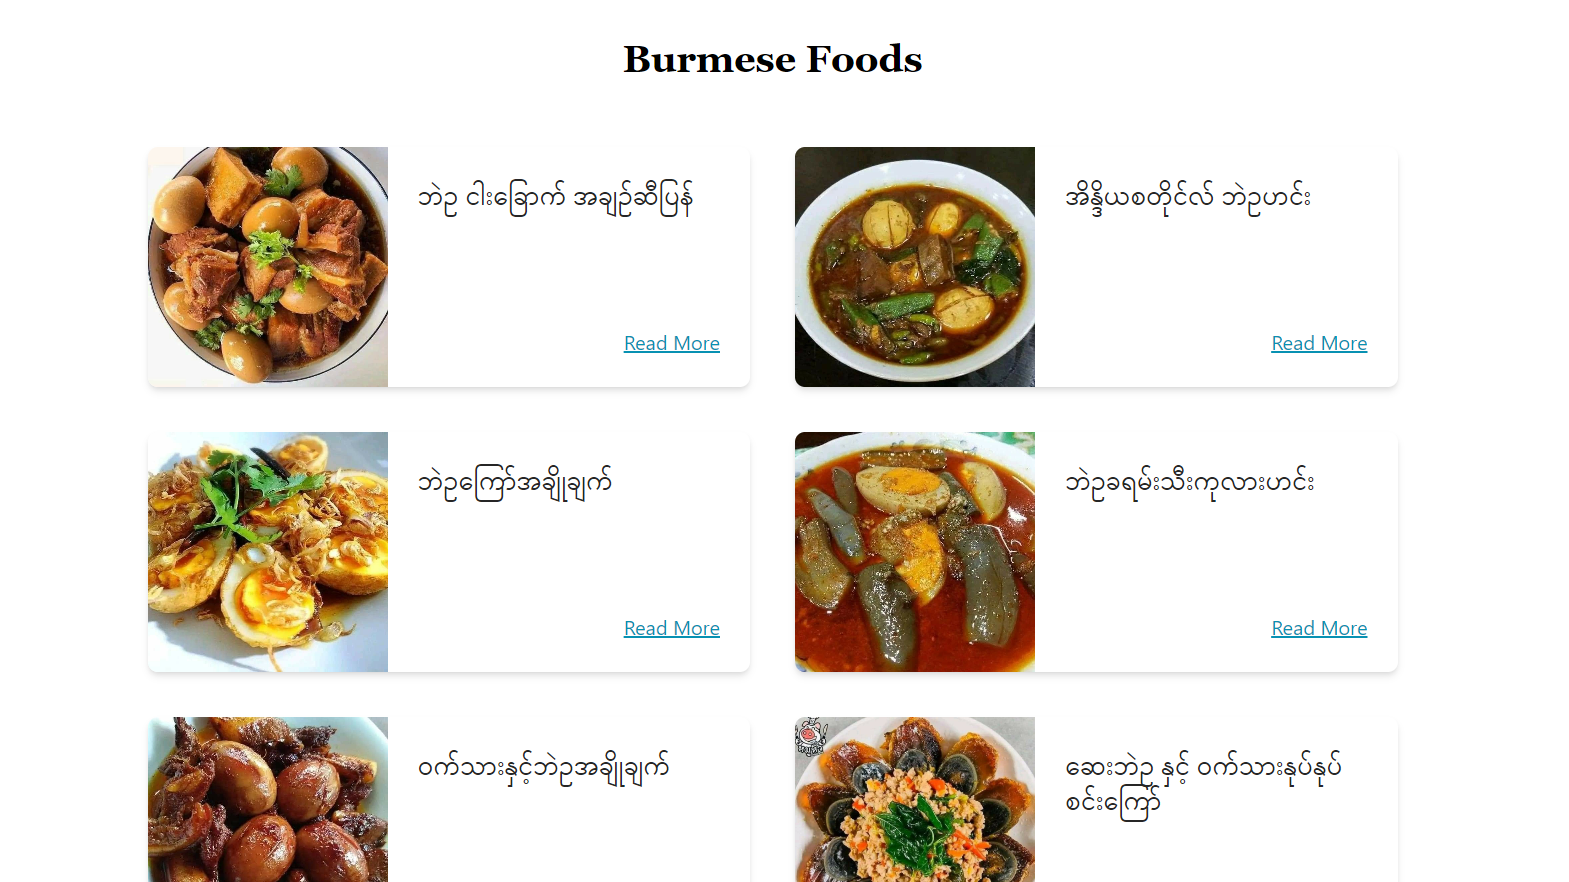 Burmese Foods
ဘဲဥ ငါးခြောက် အချဉ်ဆီပြန်
Read More
အိန္ဒိယစတိုင်လ် ဘဲဥဟင်း
Read More
ဘဲဥကြော်အချိုချက်
Read More
ဘဲဥခရမ်းသီးကုလားဟင်း
Read More
ဝက်သားနှင့်ဘဲဥအချိုချက်
ဆေးဘဲဥ နှင့် ဝက်သားနုပ်နုပ်
စင်းကြော်